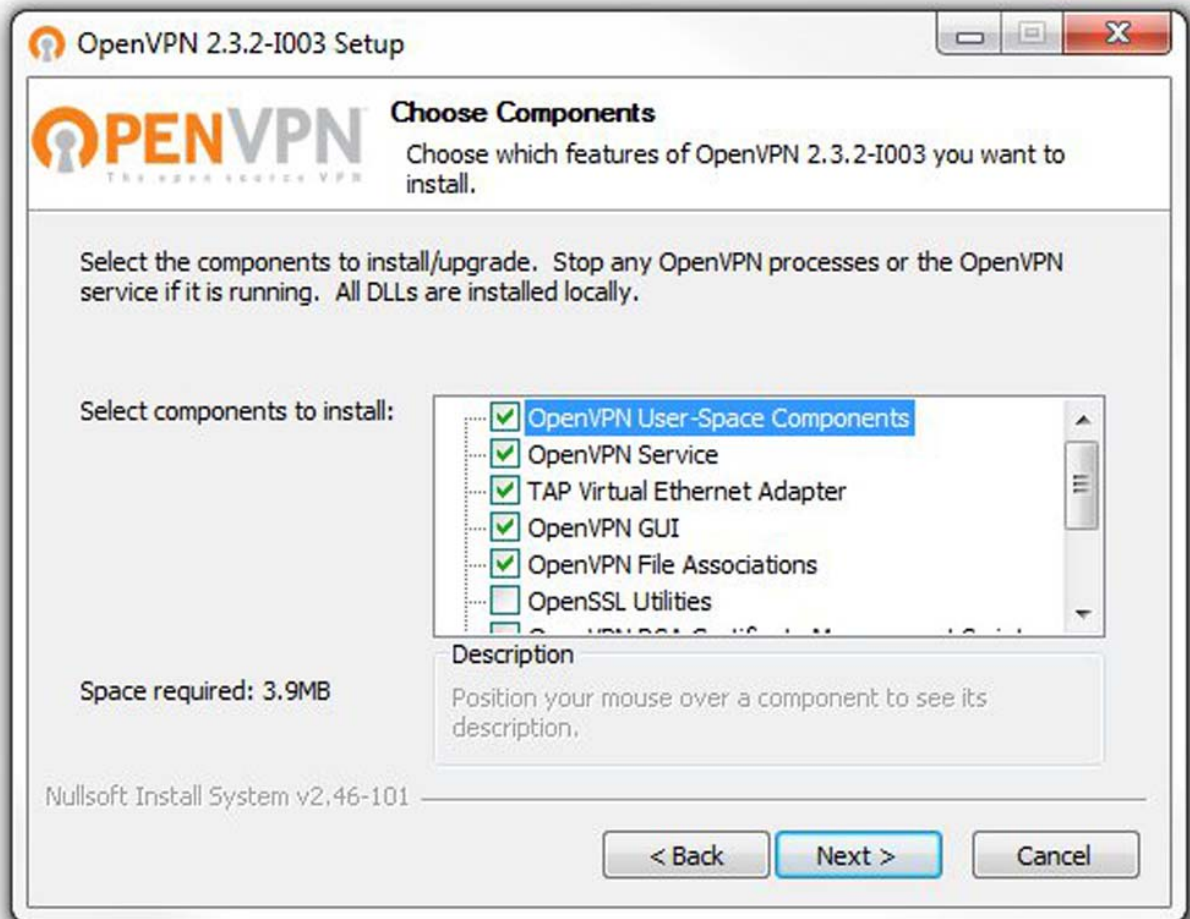 OpenVPN 2.3.2-I003 Setup
OPENVPN
The open source VPN
Choose Components
Choose which features of OpenVPN 2.3.2-I003 you want to
install.
Select the components to install/upgrade. Stop any OpenVPN processes or the OpenVPN
service if it is running. All DLLs are installed locally.
Select components to install:
OpenVPN User-Space Components
OpenVPN Service
TAP Virtual Ethernet Adapter
OpenVPN GUI
OpenVPN File Associations
OpenSSL Utilities
Space required: 3.9MB
Description
Position your mouse over a component to see its
description.
Nullsoft Install System v2.46-101
< Back
Next >
Cancel